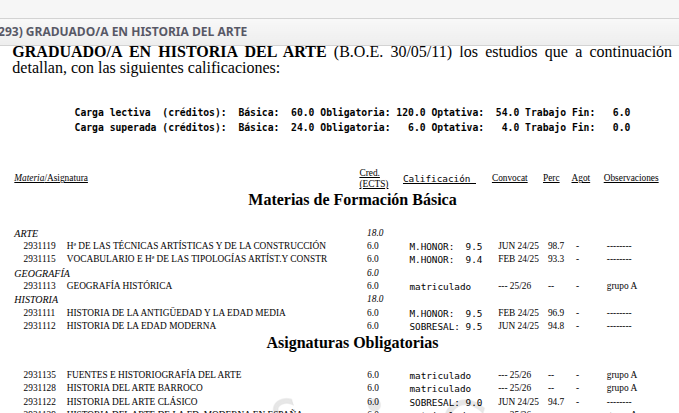 293) GRADUADO/A EN HISTORIA DEL ARTE
GRADUADO/A EN HISTORIA DEL ARTE (B.O.E. 30/05/11) los estudios que a continuación
detallan, con las siguientes calificaciones:
Carga lectiva (créditos): Básica: 60.0 Obligatoria: 120.0 Optativa: 54.0 Trabajo Fin: 6.0
Carga superada (créditos): Básica: 24.0 Obligatoria: 6.0 Optativa: 4.0 Trabajo Fin: 0.0
Materia/Asignatura Cred. (ECTS) Calificación Convocat Perc Agot Observaciones
Materias de Formación Básica
ARTE 18.0
2931119 Hª DE LAS TÉCNICAS ARTÍSTICAS Y DE LA CONSTRUCCIÓN 6.0 M.HONOR: 9.5 JUN 24/25 98.7 - --------
2931115 VOCABULARIO E Hª DE LAS TIPOLOGÍAS ARTÍST.Y CONSTR 6.0 M.HONOR: 9.4 FEB 24/25 93.3 - --------
GEOGRAFÍA 6.0
2931113 GEOGRAFÍA HISTÓRICA 6.0 matriculado --- 25/26 -- - grupo A
HISTORIA 18.0
2931111 HISTORIA DE LA ANTIGÜEDAD Y LA EDAD MEDIA 6.0 M.HONOR: 9.5 FEB 24/25 96.9 - --------
2931112 HISTORIA DE LA EDAD MODERNA 6.0 SOBRESAL: 9.5 JUN 24/25 94.8 - --------
Asignaturas Obligatorias
2931135 FUENTES E HISTORIOGRAFÍA DEL ARTE 6.0 matriculado --- 25/26 -- - grupo A
2931128 HISTORIA DEL ARTE BARROCO 6.0 matriculado --- 25/26 -- - grupo A
2931122 HISTORIA DEL ARTE CLÁSICO 6.0 SOBRESAL: 9.0 JUN 24/25 94.7 - --------